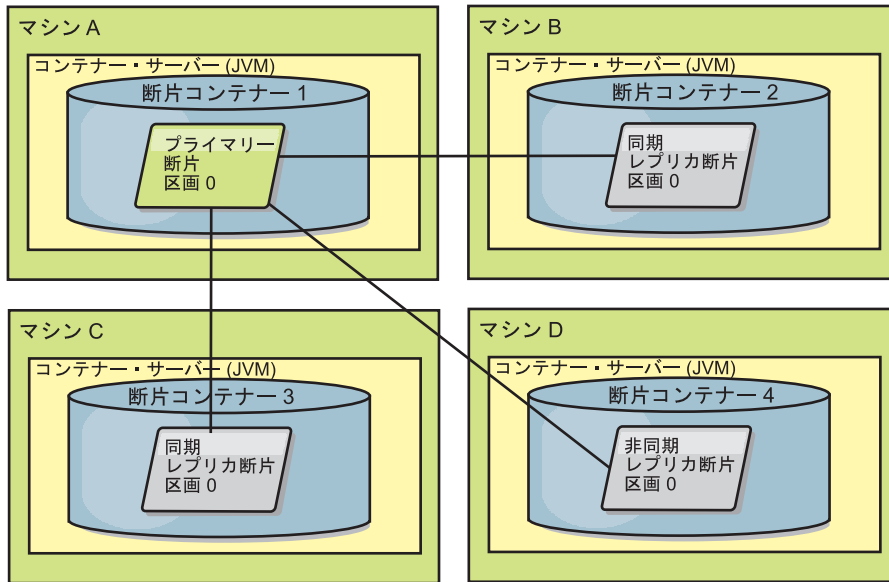 マシン A
コンテナー・サーバー (JVM)
断片コンテナー 1
プライマリー
断片
区画 0
マシン B
コンテナー・サーバー (JVM)
断片コンテナー 2
同期
レプリカ断片
区画 0
マシン C
コンテナー・サーバー (JVM)
断片コンテナー 3
同期
レプリカ断片
区画 0
マシン D
コンテナー・サーバー (JVM)
断片コンテナー 4
非同期
レプリカ断片
区画 0